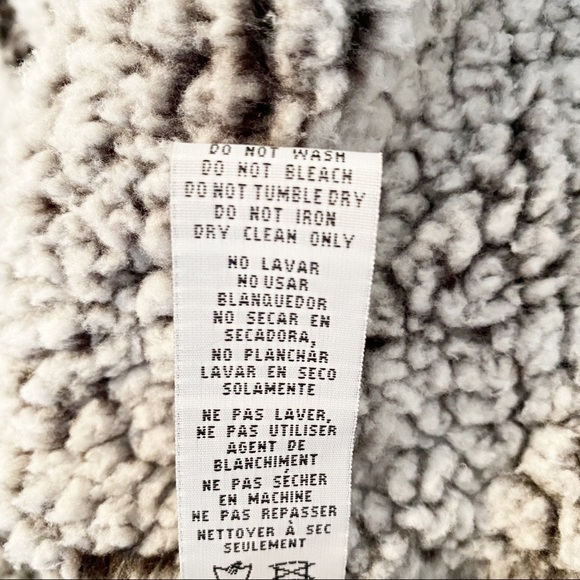 DO NOT WASH
DO NOT BLEACH
DO NOT TUMBLE DRY
DO NOT IRON
DRY CLEAN ONLY
NO LAVAR
NO USAR
BLANQUEDOR
NO SECAR EN
SECADORA,
NO PLANCHAR
LAVAR EN SECO
SOLAMENTE
NE PAS LAVER,
NE PAS UTILISER
AGENT DE
BLANCHIMENT
NE PAS SÉCHER
EN MACHINE
NE PAS REPASSER
NETTOYER À SEC
SEULEMENT